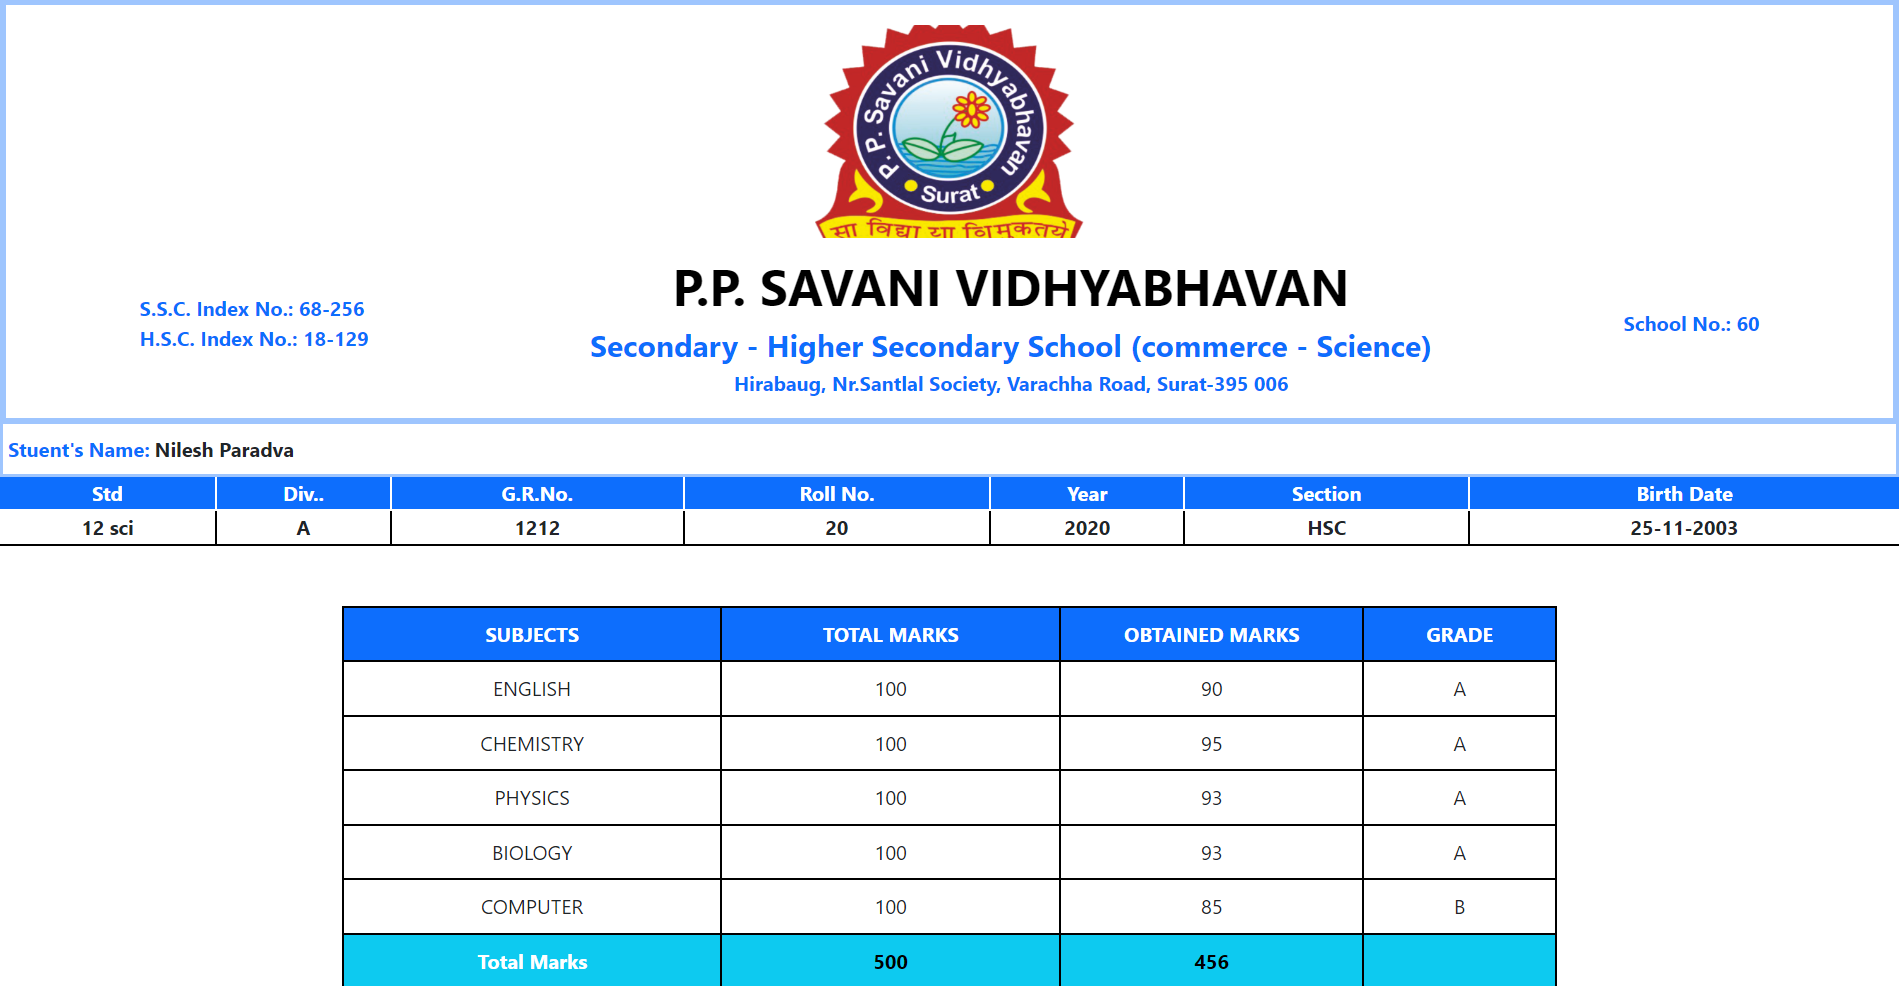 P. P. Savani Vidhyabhavan
Surat
सा विद्या या विमुकतये
P.P. SAVANI VIDHYABHAVAN
S.S.C. Index No.: 68-256
H.S.C. Index No.: 18-129
School No.: 60
Secondary - Higher Secondary School (commerce - Science)
Hirabaug, Nr.Santlal Society, Varachha Road, Surat-395 006
Stuent's Name: Nilesh Paradva
Std Div.. G.R.No. Roll No. Year Section Birth Date
12 sci A 1212 20 2020 HSC 25-11-2003
SUBJECTS TOTAL MARKS OBTAINED MARKS GRADE
ENGLISH 100 90 A
CHEMISTRY 100 95 A
PHYSICS 100 93 A
BIOLOGY 100 93 A
COMPUTER 100 85 B
Total Marks 500 456